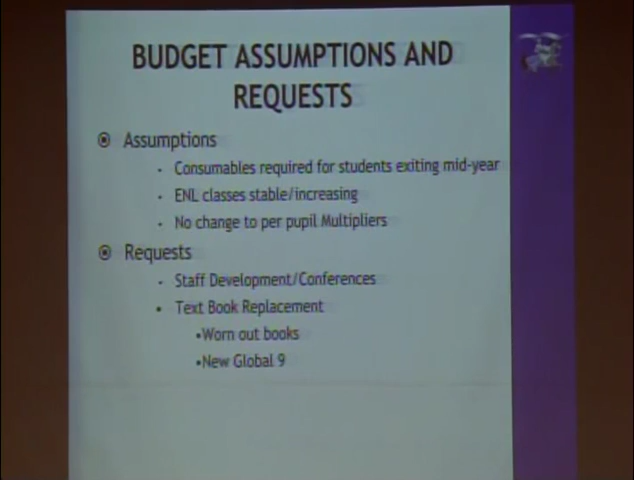 BUDGET ASSUMPTIONS AND
REQUESTS
Assumptions
Consumables required for students exiting mid-year
ENL classes stable/increasing
No change to per pupil Multipliers
Requests
Staff Development/Conferences
Text Book Replacement
•Worn out books
•New Global 9